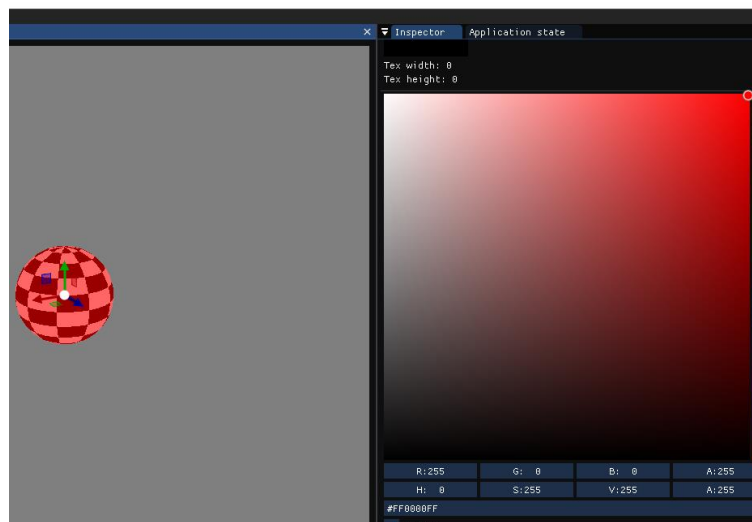 Inspector Application state
Tex width: 0
Tex height: 0
R:255 G: 0 B: 0 A:255
H: 0 S:255 V:255 A:255
#FF0000FF